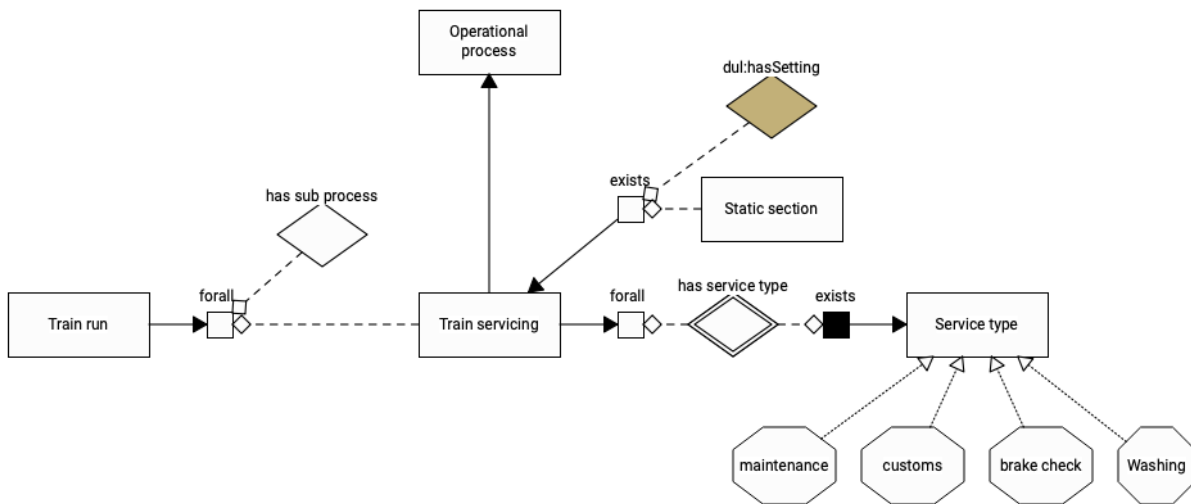 Operational
process
dul:hasSetting
exists
Static section
has sub process
forall
Train run
Train servicing
forall
has service type
exists
Service type
maintenance
customs
brake check
Washing